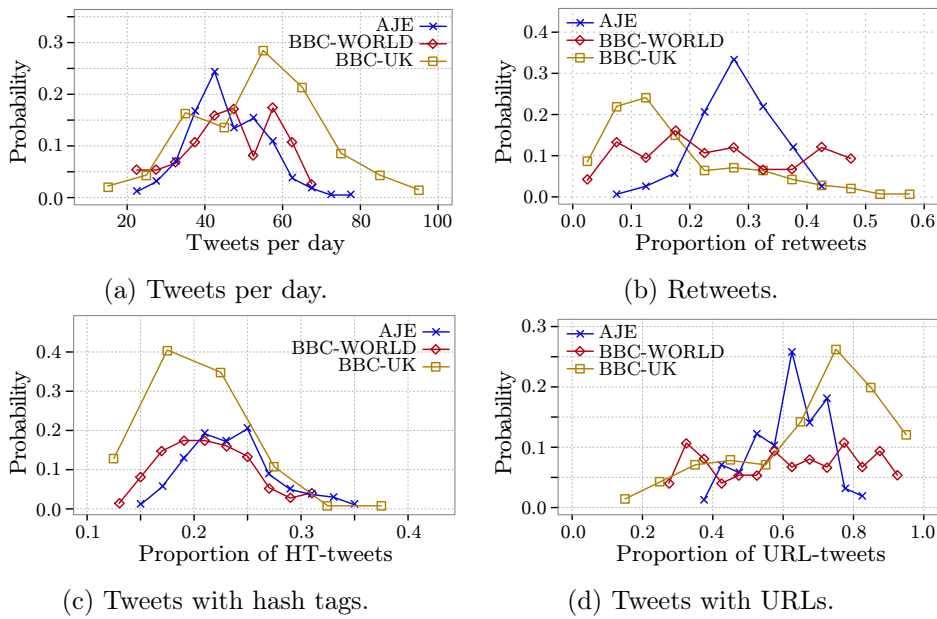 AJE
BBC-WORLD
BBC-UK
Probability
0.3
0.2
0.1
0.0
20 40 60 80 100
Tweets per day
(a) Tweets per day.
AJE
BBC-WORLD
BBC-UK
Probability
0.4
0.3
0.2
0.1
0.0
0.0 0.1 0.2 0.3 0.4 0.5 0.6
Proportion of retweets
(b) Retweets.
AJE
BBC-WORLD
BBC-UK
Probability
0.4
0.3
0.2
0.1
0.0
0.1 0.2 0.3 0.4
Proportion of HT-tweets
(c) Tweets with hash tags.
AJE
BBC-WORLD
BBC-UK
Probability
0.3
0.2
0.1
0.0
0.0 0.2 0.4 0.6 0.8 1.0
Proportion of URL-tweets
(d) Tweets with URLs.